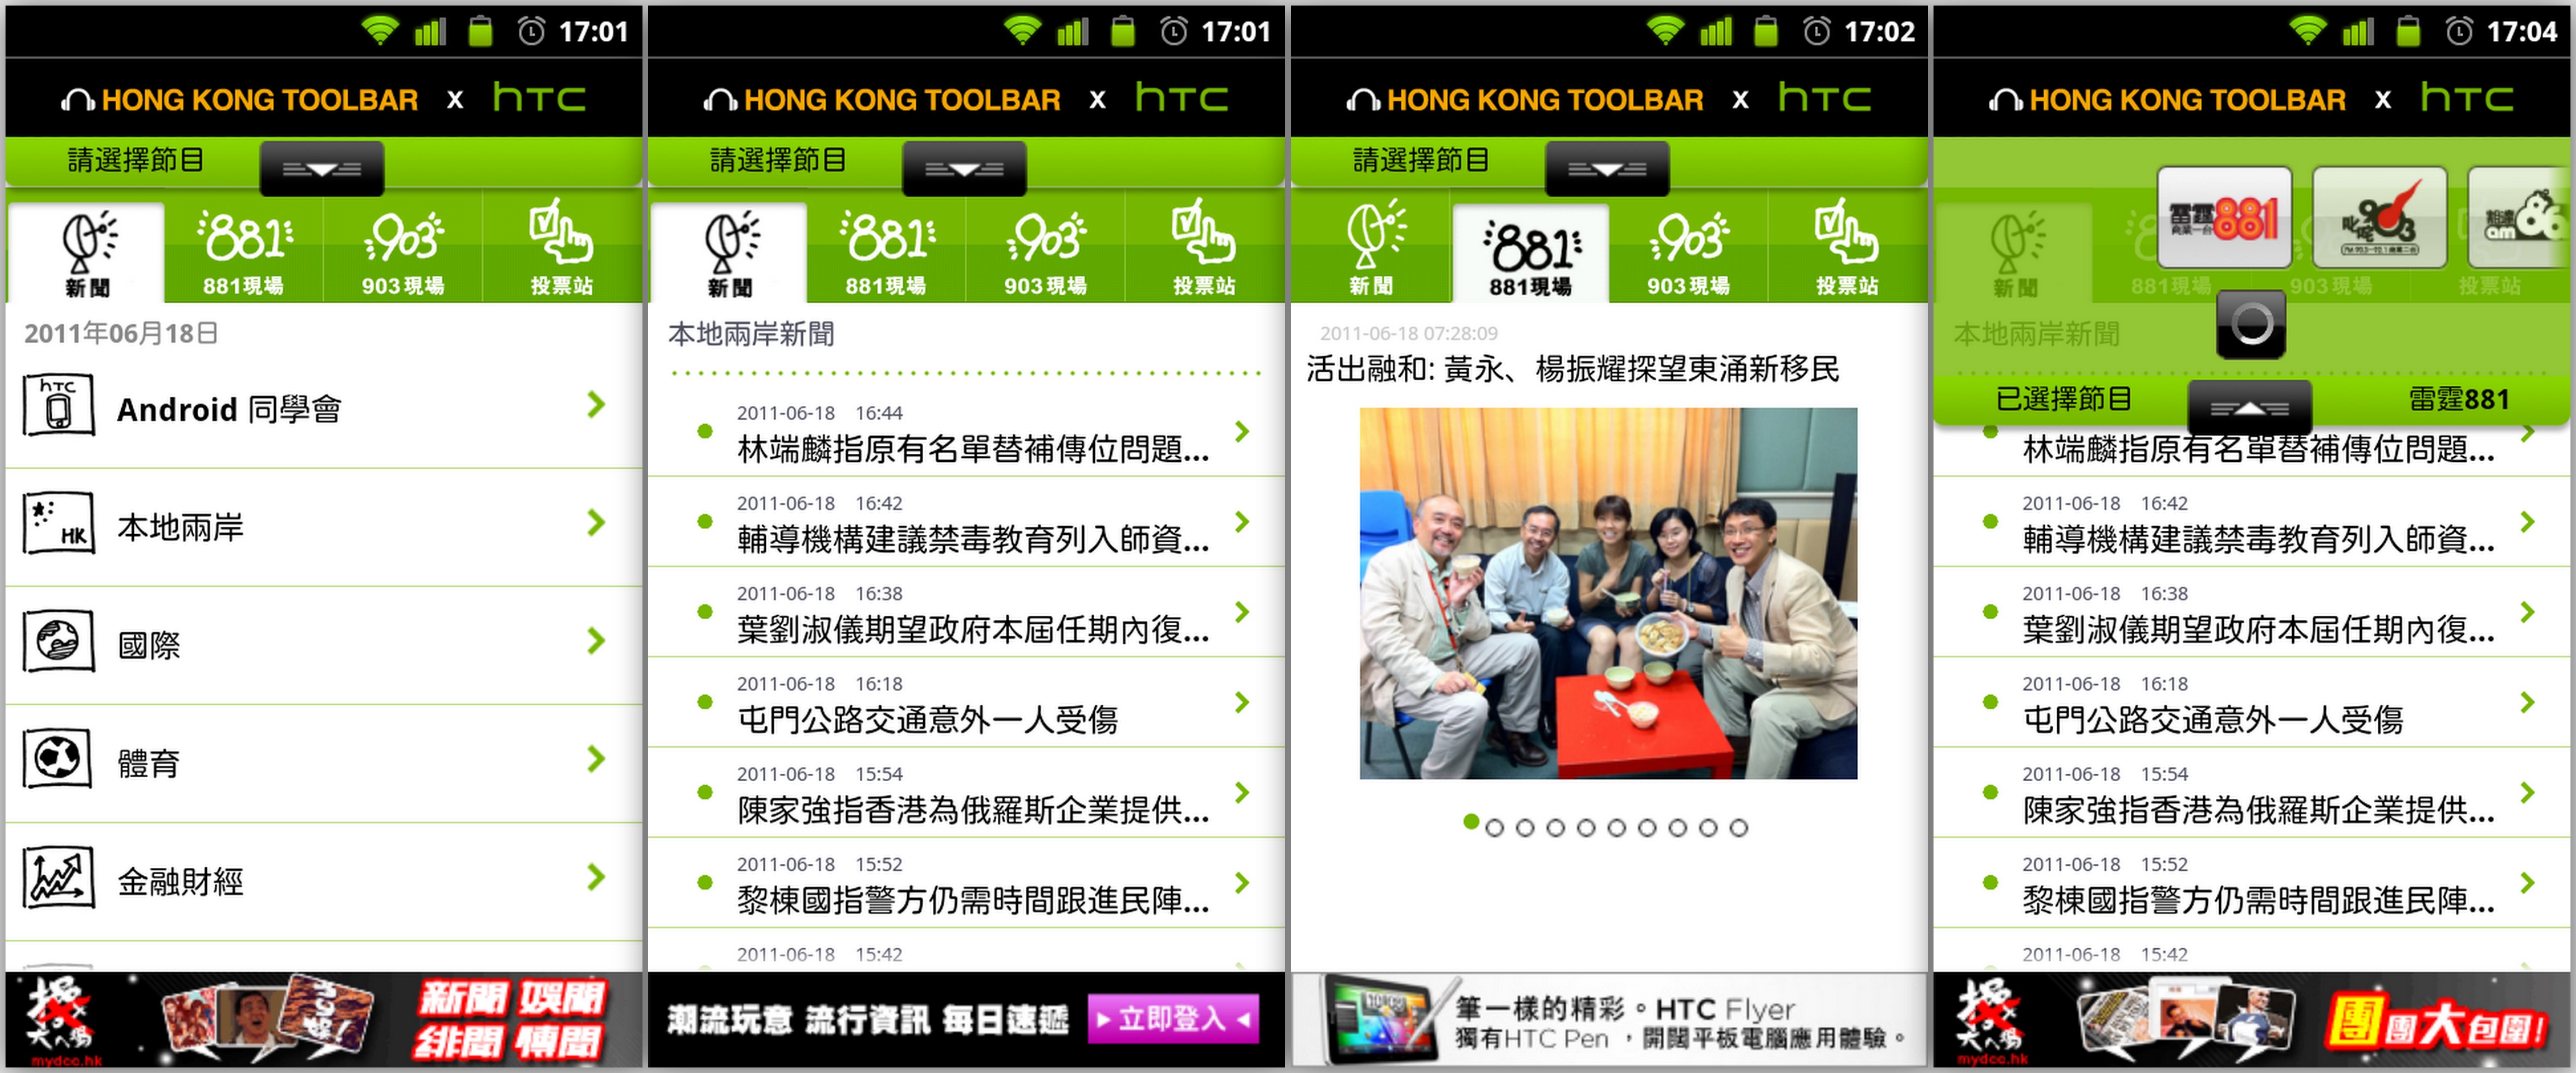 17:01
HONG KONG TOOLBAR x hTC
請選擇節目
881 903
新聞 881現場 903現場 投票站
2011年06月18日
hTC
Android 同學會
HK
本地兩岸
國際
體育
金融財經
新聞 娛聞
緋聞 傳聞
mydcc.hk
17:01
HONG KONG TOOLBAR x hTC
請選擇節目
881 903
新聞 881現場 903現場 投票站
本地兩岸新聞
2011-06-18 16:44
林端麟指原有名單替補傳位問題...
2011-06-18 16:42
輔導機構建議禁毒教育列入師資...
2011-06-18 16:38
葉劉淑儀期望政府本屆任期內復...
2011-06-18 16:18
屯門公路交通意外一人受傷
2011-06-18 15:54
陳家強指香港為俄羅斯企業提供...
2011-06-18 15:52
黎棟國指警方仍需時間跟進民陣...
2011-06-18 15:42
潮流玩意 流行資訊 每日速遞 立即登入
17:02
HONG KONG TOOLBAR x hTC
請選擇節目
881 903
新聞 881現場 903現場 投票站
2011-06-18 07:28:09
活出融和: 黃永、楊振耀探望東涌新移民
筆一樣的精彩。HTC Flyer
獨有HTC Pen ，開闊平板電腦應用體驗。
17:04
HONG KONG TOOLBAR x hTC
雷霆881
商業一台
叱咤903
am 86
新聞 881現場 903現場 投票站
本地兩岸新聞
已選擇節目 雷霆881
林端麟指原有名單替補傳位問題...
2011-06-18 16:42
輔導機構建議禁毒教育列入師資...
2011-06-18 16:38
葉劉淑儀期望政府本屆任期內復...
2011-06-18 16:18
屯門公路交通意外一人受傷
2011-06-18 15:54
陳家強指香港為俄羅斯企業提供...
2011-06-18 15:52
黎棟國指警方仍需時間跟進民陣...
2011-06-18 15:42
團團大包圍!
mydcc.hk